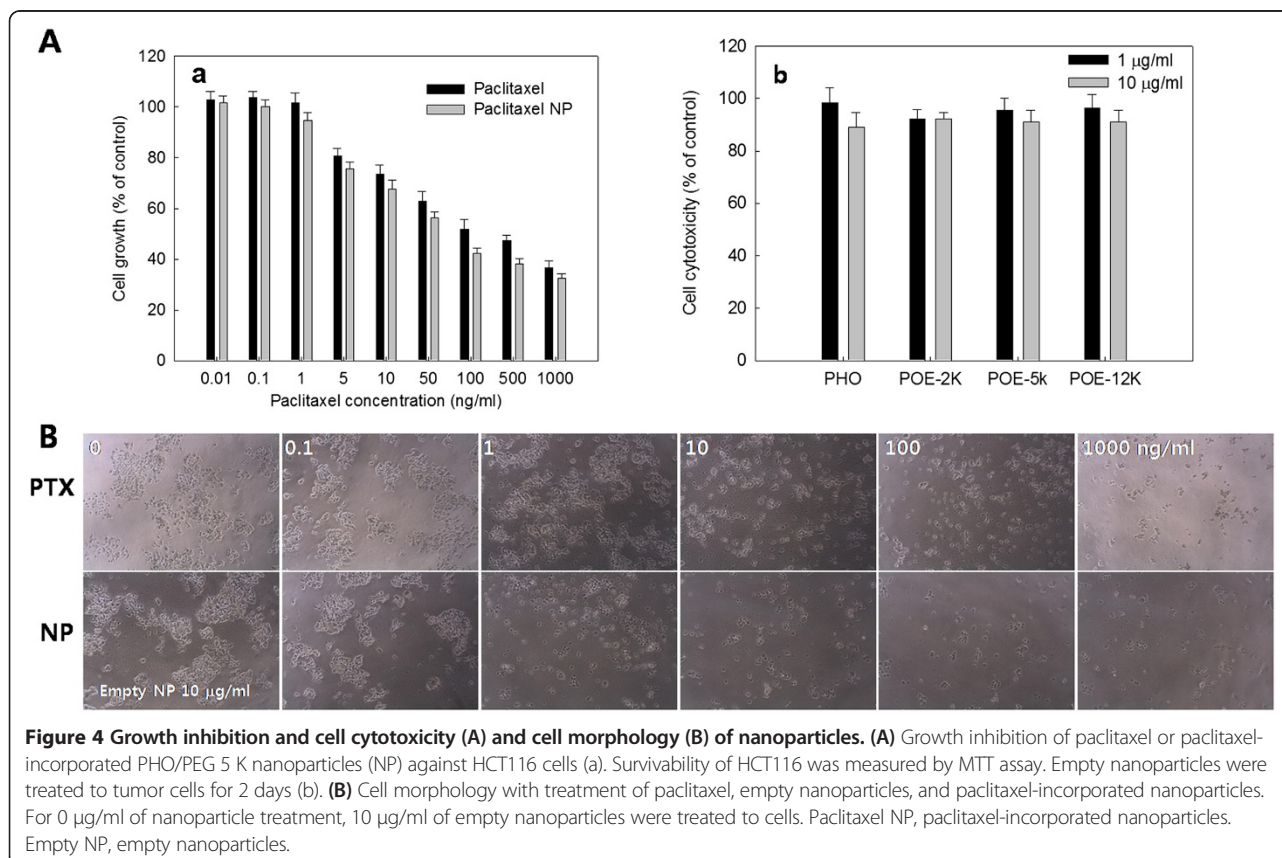 A
a
120
100
80
60
40
20
0
Cell growth (% of control)
Paclitaxel
Paclitaxel NP
0.01 0.1 1 5 10 50 100 500 1000
Paclitaxel concentration (ng/ml)
b
120
100
80
60
40
20
0
Cell cytotoxicity (% of control)
1 μg/ml
10 μg/ml
PHO POE-2K POE-5k POE-12K
B
0 0.1 1 10 100 1000 ng/ml
PTX
NP
Empty NP 10 μg/ml
Figure 4 Growth inhibition and cell cytotoxicity (A) and cell morphology (B) of nanoparticles. (A) Growth inhibition of paclitaxel or paclitaxel-
incorporated PHO/PEG 5 K nanoparticles (NP) against HCT116 cells (a). Survivability of HCT116 was measured by MTT assay. Empty nanoparticles were
treated to tumor cells for 2 days (b). (B) Cell morphology with treatment of paclitaxel, empty nanoparticles, and paclitaxel-incorporated nanoparticles.
For 0 μg/ml of nanoparticle treatment, 10 μg/ml of empty nanoparticles were treated to cells. Paclitaxel NP, paclitaxel-incorporated nanoparticles.
Empty NP, empty nanoparticles.